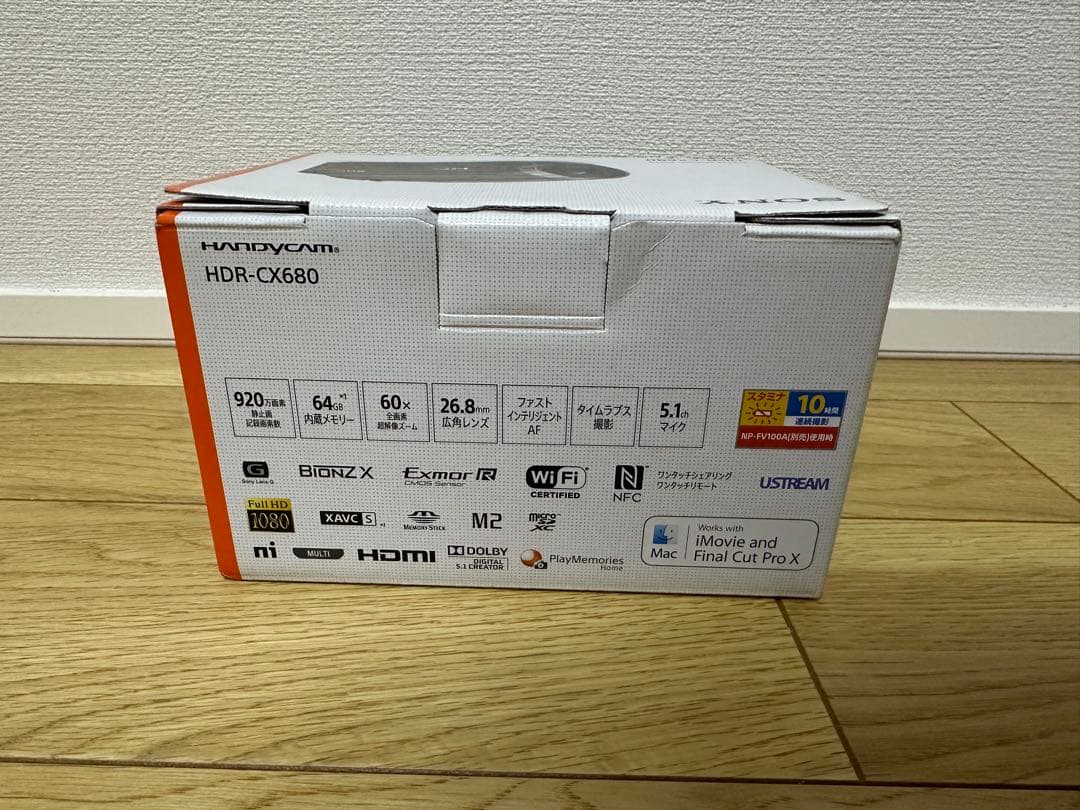 SONY
HANDYCAM®
HDR-CX680
920万画素
静止画
記録画素数
※1
64GB
内蔵メモリー
60×
全画素
超解像ズーム
26.8mm
広角レンズ
ファスト
インテリジェント
AF
タイムラプス
撮影
5.1ch
マイク
スタミナ
10時間
連続撮影
NP-FV100A(別売)使用時
G
Sony Lens G
BIONZ X
Exmor R
CMOS Sensor
Wi Fi
CERTIFIED
N
NFC
ワンタッチシェアリング
ワンタッチリモート
USTREAM
Full HD
1080
XAVC S
MEMORY STICK
M2
micro
SD
XC
Mac
Works with
iMovie and
Final Cut Pro X
MULTI
HDMI
DOLBY
DIGITAL
5.1 CREATOR
PlayMemories
Home